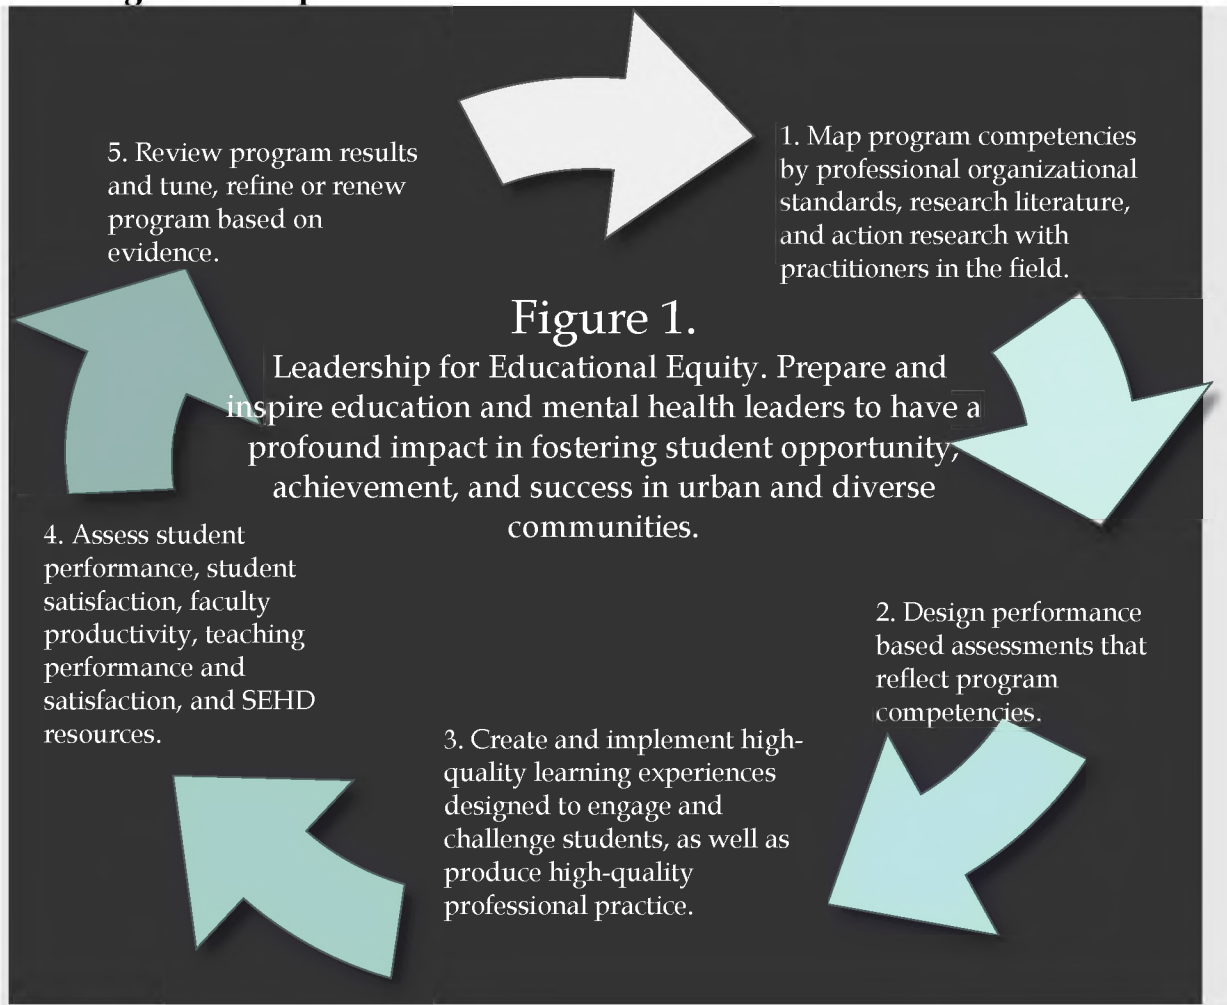 5. Review program results
and tune, refine or renew
program based on
evidence.
1. Map program competencies
by professional organizational
standards, research literature,
and action research with
practitioners in the field.
Figure 1.
Leadership for Educational Equity. Prepare and
inspire education and mental health leaders to have a
profound impact in fostering student opportunity,
achievement, and success in urban and diverse
communities.
4. Assess student
performance, student
satisfaction, faculty
productivity, teaching
performance and
satisfaction, and SEHD
resources.
2. Design performance
based assessments that
reflect program
competencies.
3. Create and implement high-
quality learning experiences
designed to engage and
challenge students, as well as
produce high-quality
professional practice.